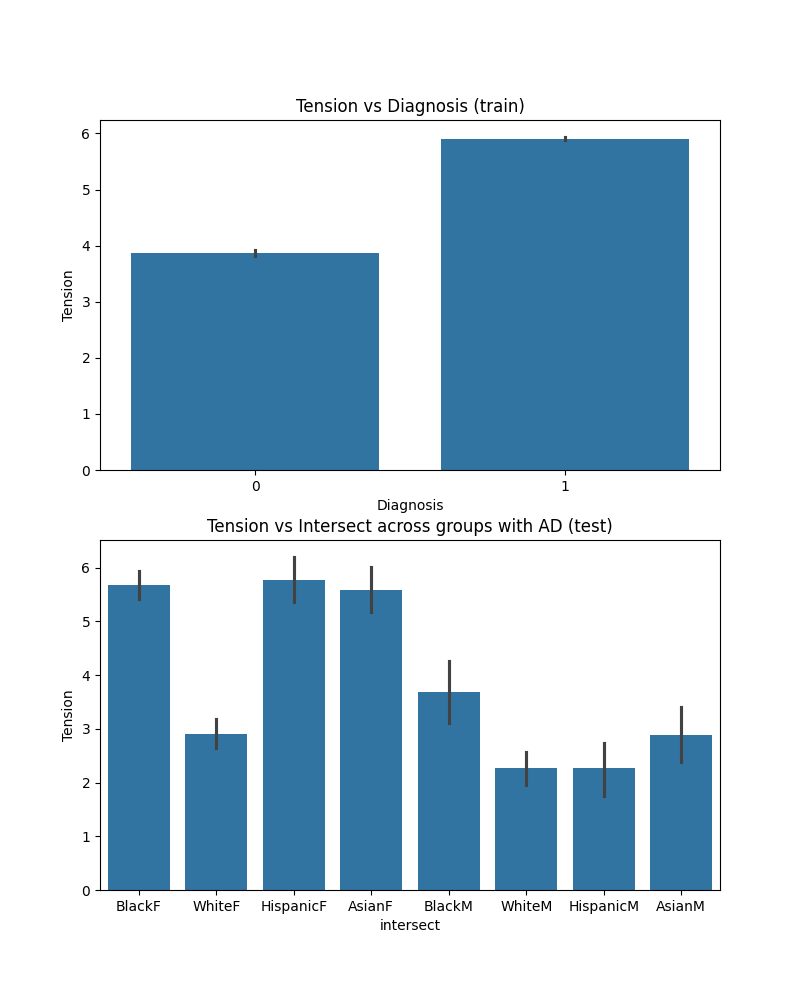 Tension vs Diagnosis (train)
6
5
4
3
2
1
0
Tension
0 1
Diagnosis
Tension vs Intersect across groups with AD (test)
6
5
4
3
2
1
0
Tension
BlackF WhiteF HispanicF AsianF BlackM WhiteM HispanicM AsianM
intersect